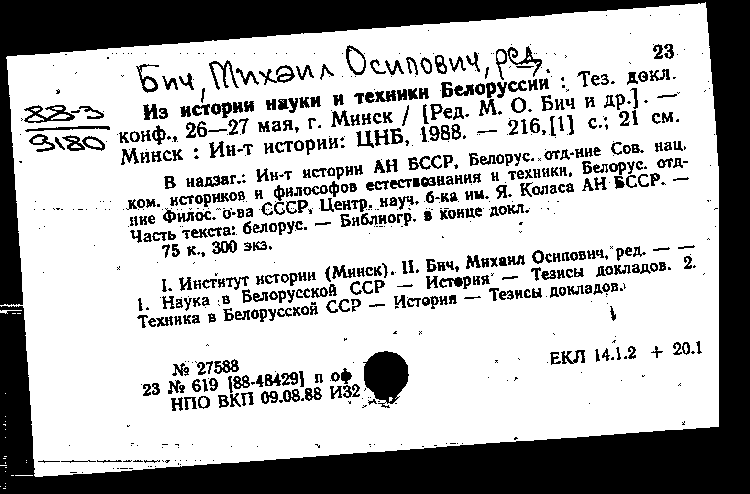 Бич, Михаил Осипович, ред.
23
88-3
3180
Из истории науки и техники Белоруссии : Тез. докл.
конф., 26—27 мая, г. Минск / [Ред. М. О. Бич и др.]. —
Минск : Ин-т истории: ЦНБ, 1988. — 216,[1] с.; 21 см.
В надзаг.: Ин-т истории АН БССР, Белорус. отд-ние Сов. нац.
ком. историков и философов естествознания и техники, Белорус. отд-
ние Филос. о-ва СССР, Центр. науч. б-ка им. Я. Коласа АН БССР. —
Часть текста: белорус. — Библиогр. в конце докл.
75 к., 300 экз.
I. Институт истории (Минск). II. Бич, Михаил Осипович, ред. — —
1. Наука в Белорусской ССР — История — Тезисы докладов. 2.
Техника в Белорусской ССР — История — Тезисы докладов.
№ 27588
23 № 619 [88-48429] п оф
НПО ВКП 09.08.88 И32
ЕКЛ 14.1.2 + 20.1